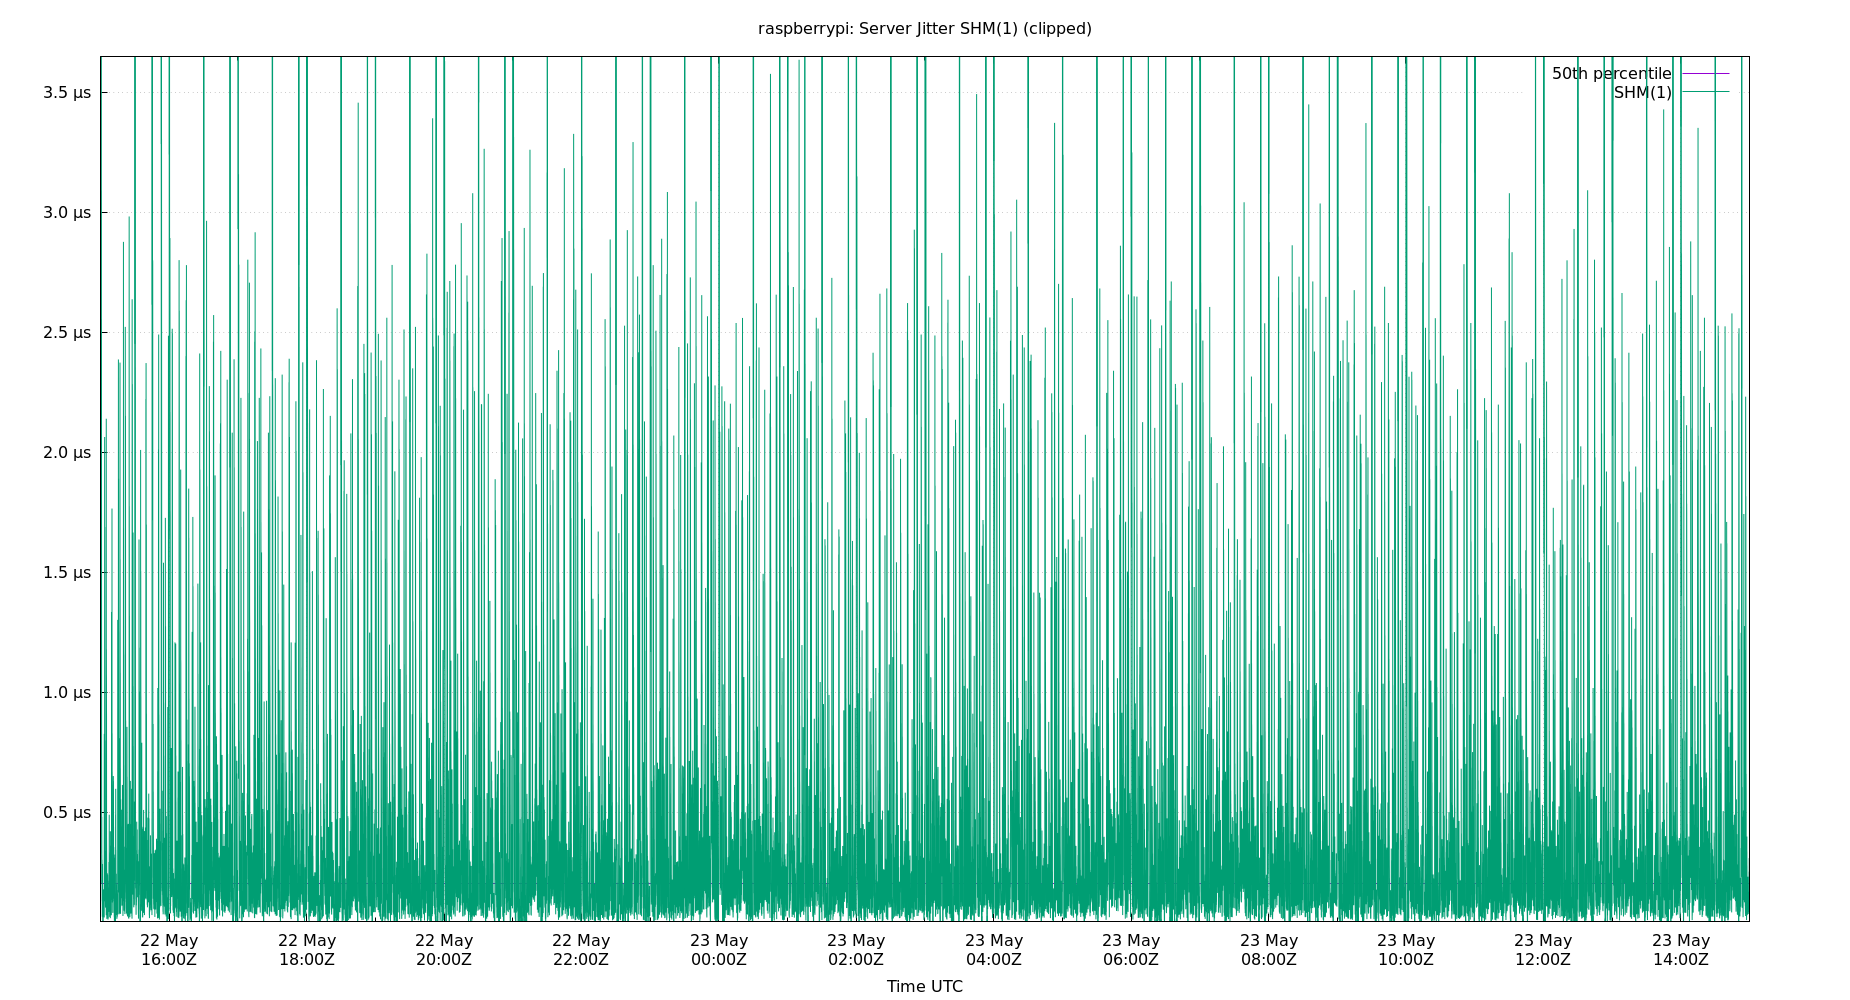 raspberrypi: Server Jitter SHM(1) (clipped)
50th percentile
SHM(1)
3.5 µs
3.0 µs
2.5 µs
2.0 µs
1.5 µs
1.0 µs
0.5 µs
22 May 22 May 22 May 22 May 23 May 23 May 23 May 23 May 23 May 23 May 23 May 23 May
16:00Z 18:00Z 20:00Z 22:00Z 00:00Z 02:00Z 04:00Z 06:00Z 08:00Z 10:00Z 12:00Z 14:00Z
Time UTC